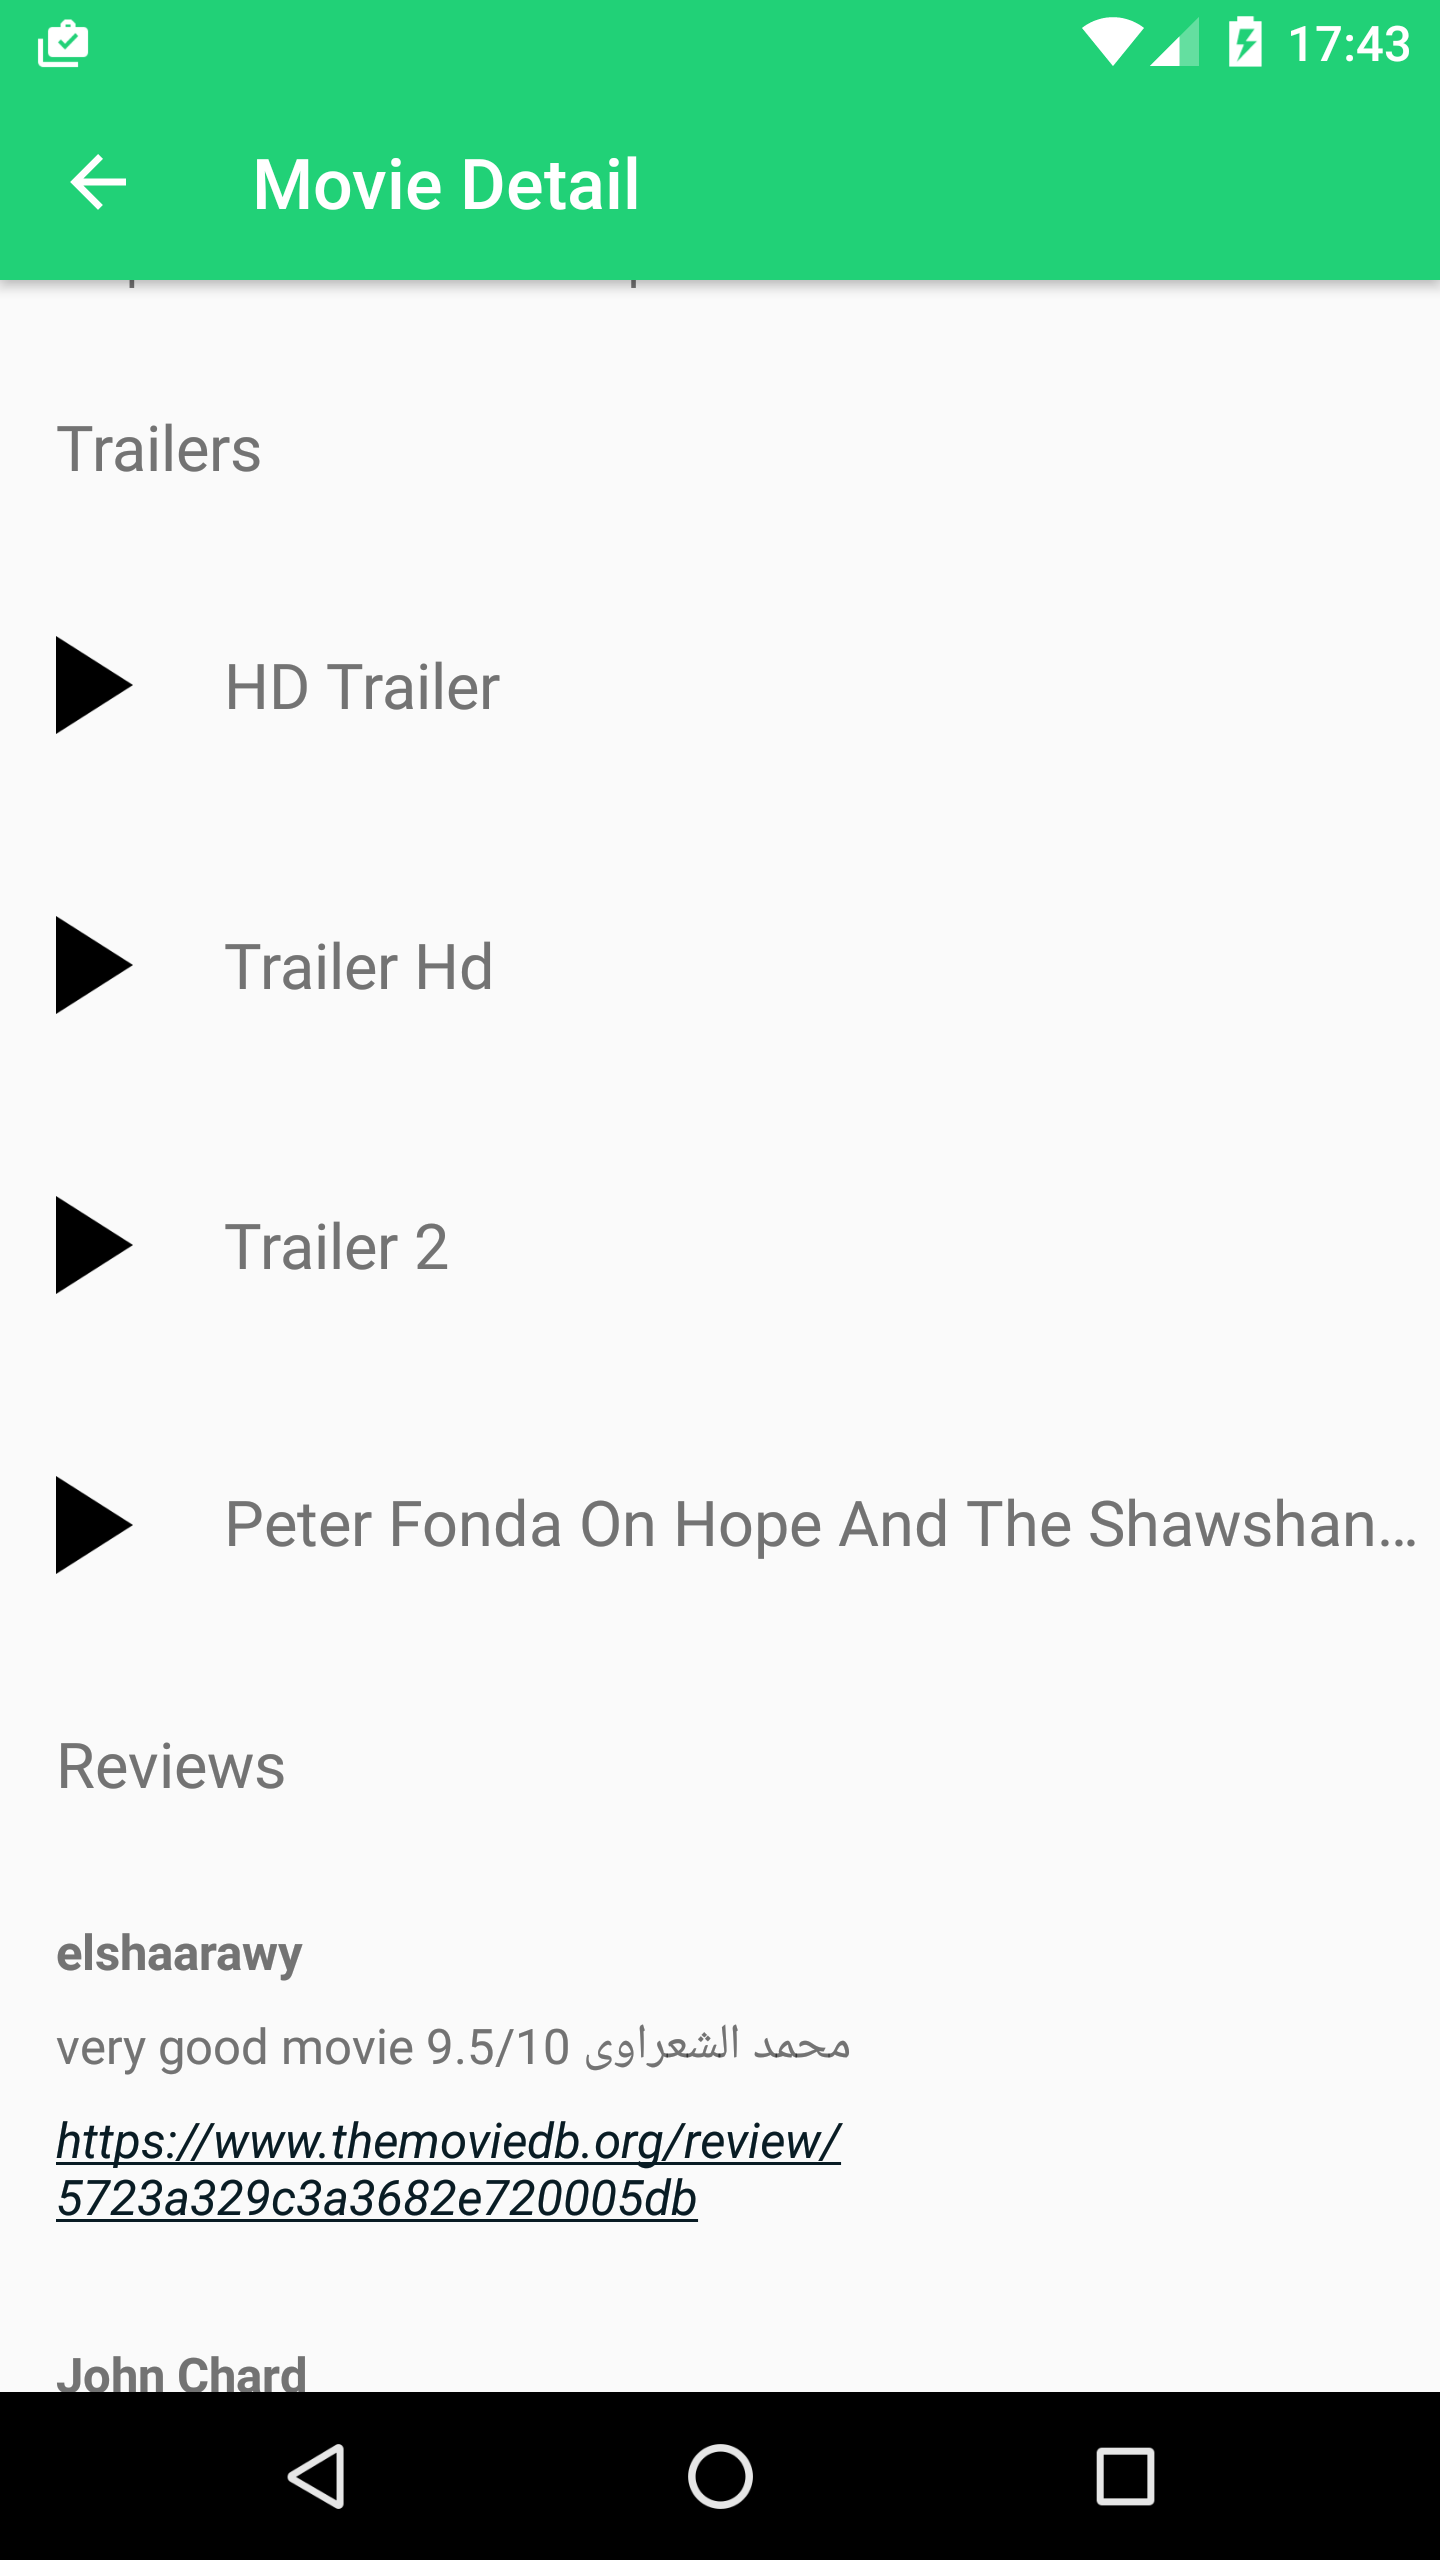 17:43
Movie Detail
Trailers
HD Trailer
Trailer Hd
Trailer 2
Peter Fonda On Hope And The Shawshan...
Reviews
elshaarawy
very good movie 9.5/10 محمد الشعراوى
https://www.themoviedb.org/review/
5723a329c3a3682e720005db
John Chard